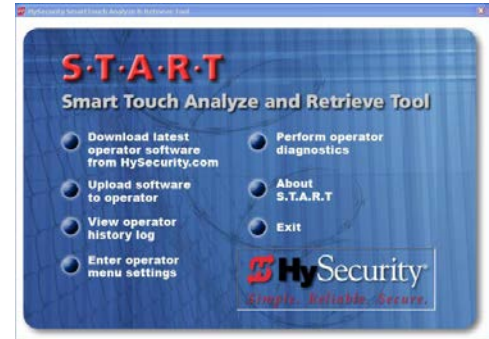 HySecurity Smart Touch Analyze & Retrieve Tool
S·T·A·R·T
Smart Touch Analyze and Retrieve Tool
Download latest
operator software
from HySecurity.com
Upload software
to operator
View operator
history log
Enter operator
menu settings
Perform operator
diagnostics
About
S.T.A.R.T
Exit
HySecurity
Simple. Reliable. Secure.